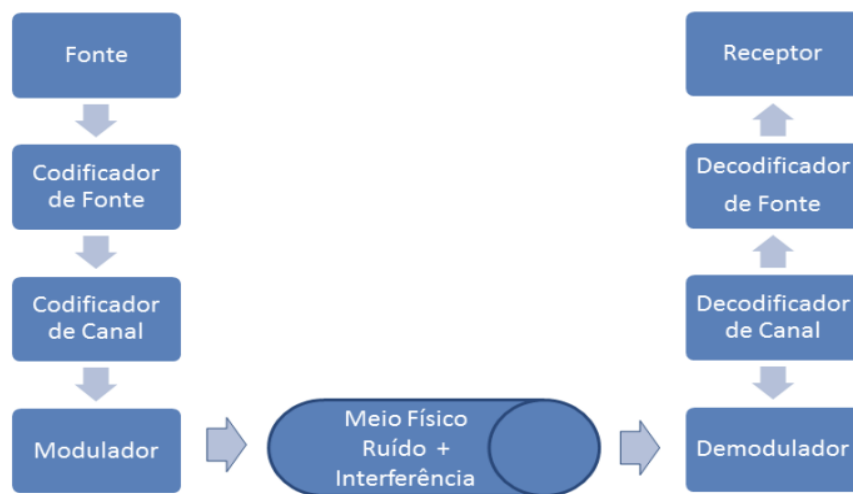 Fonte
Codificador
de Fonte
Codificador
de Canal
Modulador
Meio Físico
Ruído +
Interferência
Receptor
Decodificador
de Fonte
Decodificador
de Canal
Demodulador